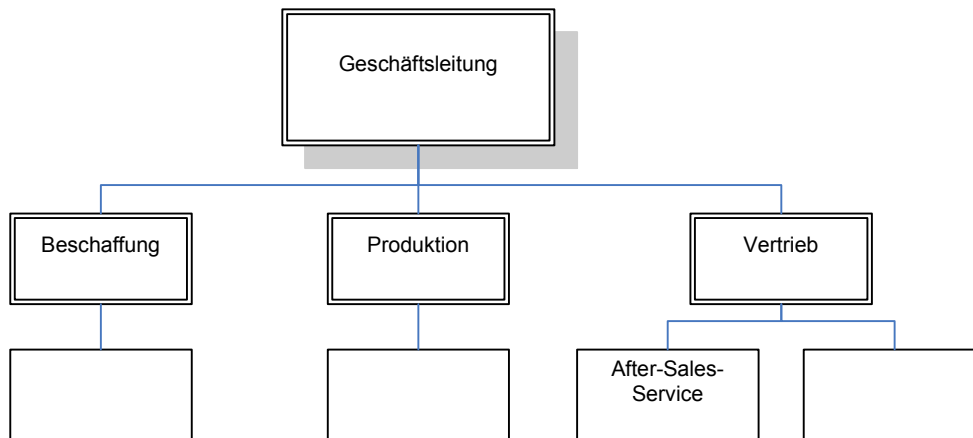 Geschäftsleitung
Beschaffung
Produktion
Vertrieb
After-Sales-
Service